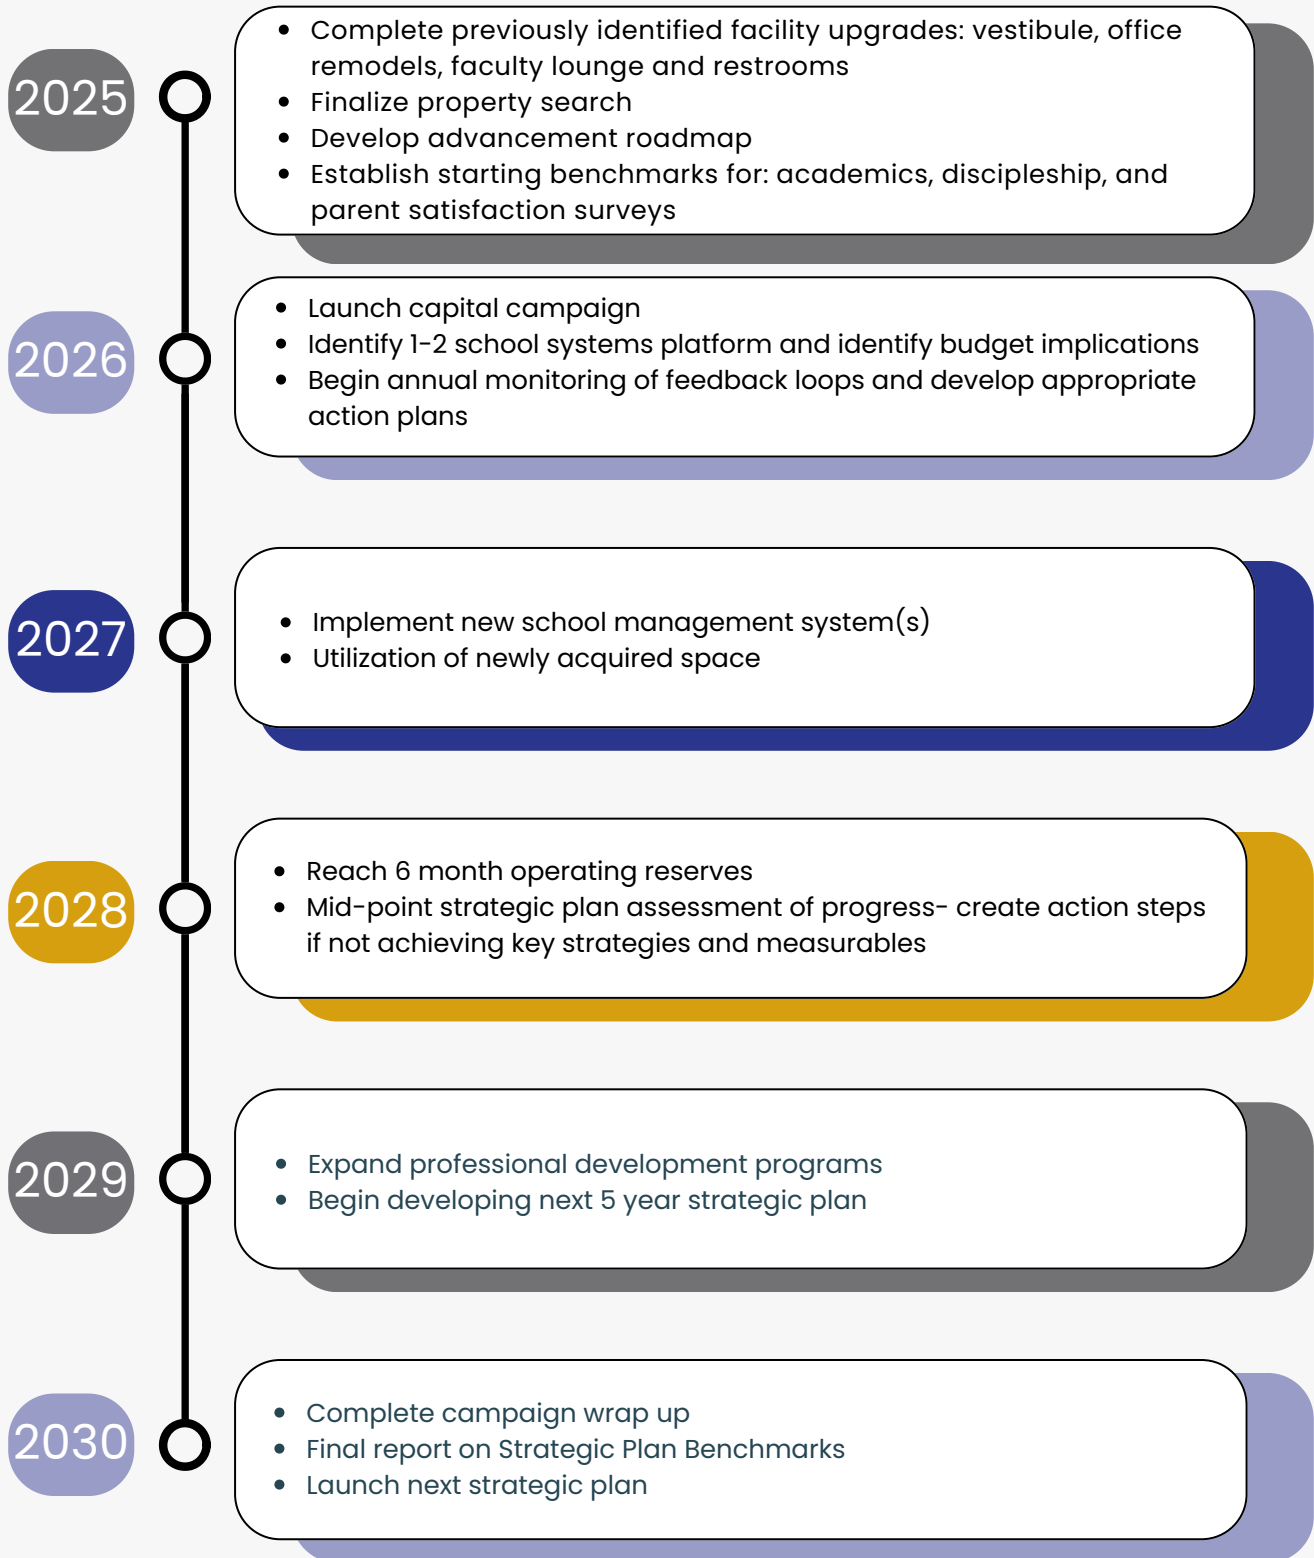 2025
• Complete previously identified facility upgrades: vestibule, office
remodels, faculty lounge and restrooms
• Finalize property search
• Develop advancement roadmap
• Establish starting benchmarks for: academics, discipleship, and
parent satisfaction surveys
2026
• Launch capital campaign
• Identify 1-2 school systems platform and identify budget implications
• Begin annual monitoring of feedback loops and develop appropriate
action plans
2027
• Implement new school management system(s)
• Utilization of newly acquired space
2028
• Reach 6 month operating reserves
• Mid-point strategic plan assessment of progress- create action steps
if not achieving key strategies and measurables
2029
• Expand professional development programs
• Begin developing next 5 year strategic plan
2030
• Complete campaign wrap up
• Final report on Strategic Plan Benchmarks
• Launch next strategic plan